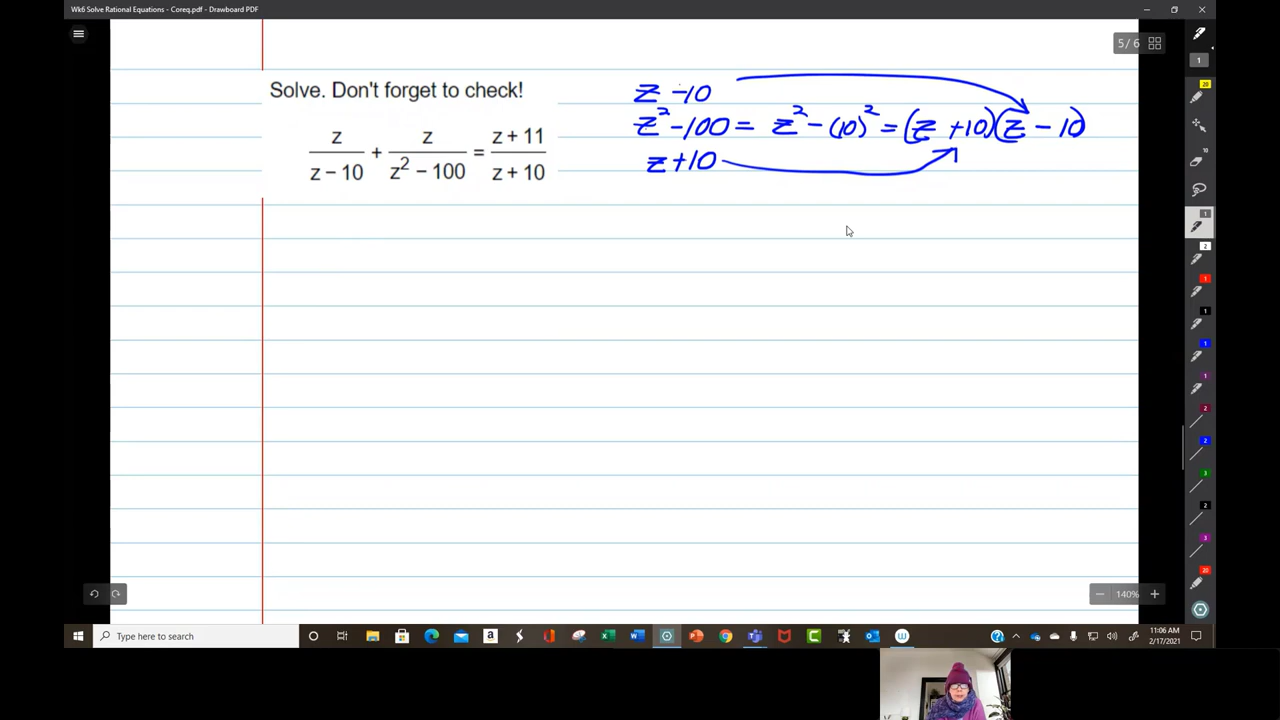 Wk6 Solve Rational Equations - Coreq.pdf - Drawboard PDF
5 / 6
Solve. Don't forget to check!
z/(z − 10) + z/(z² − 100) = (z + 11)/(z + 10)
z - 10
z² - 100 = z² - (10)² = (z + 10)(z - 10)
z + 10
140%
Type here to search
11:06 AM
2/17/2021